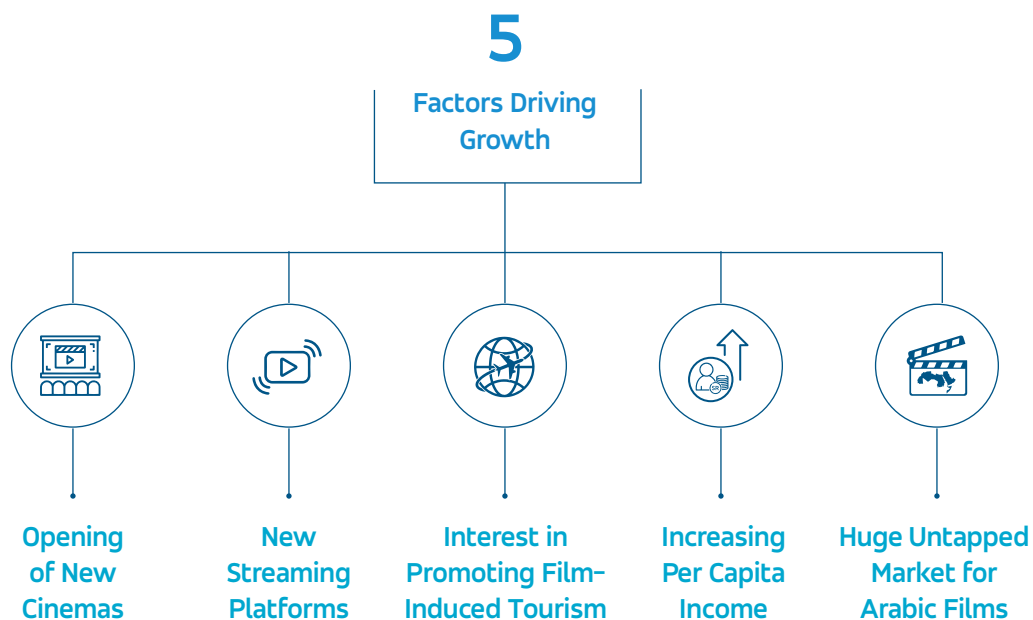 5
Factors Driving
Growth
SR
Opening
of New
Cinemas
New
Streaming
Platforms
Interest in
Promoting Film-
Induced Tourism
Increasing
Per Capita
Income
Huge Untapped
Market for
Arabic Films